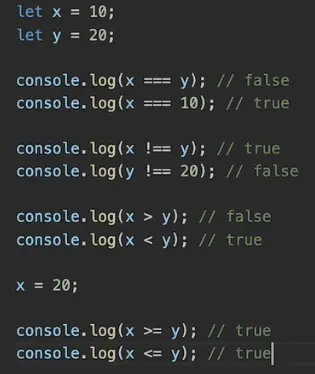 let x = 10;
let y = 20;
console.log(x === y); // false
console.log(x === 10); // true
console.log(x !== y); // true
console.log(y !== 20); // false
console.log(x > y); // false
console.log(x < y); // true
x = 20;
console.log(x >= y); // true
console.log(x <= y); // true